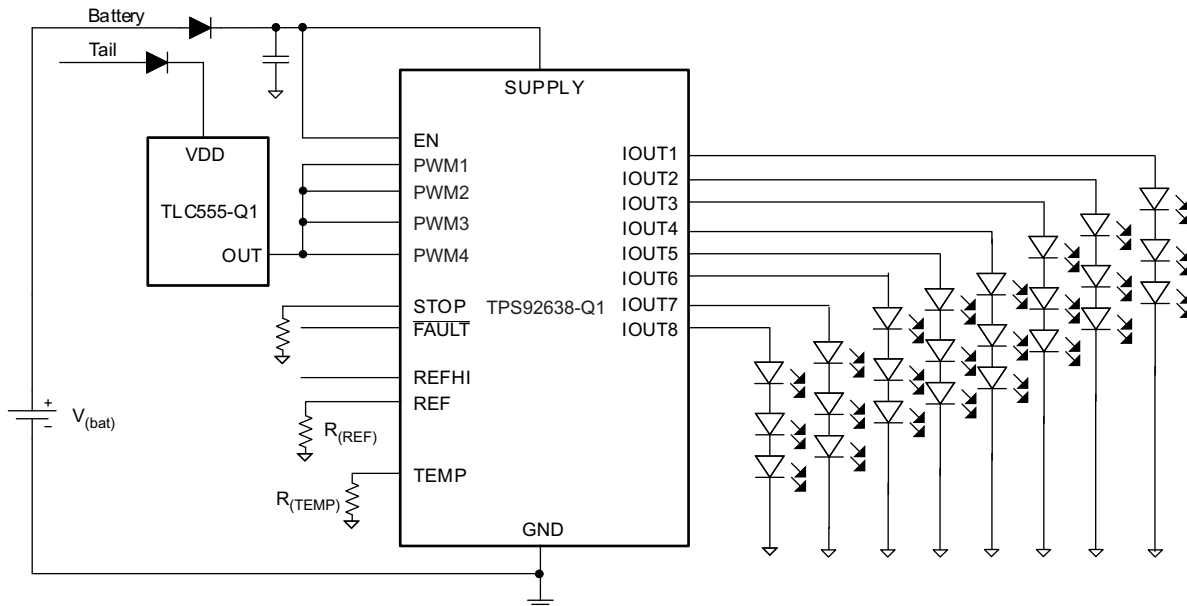 Battery
Tail
SUPPLY
VDD
TLC555-Q1
OUT
EN
PWM1
PWM2
PWM3
PWM4
STOP
FAULT
REFHI
REF
TEMP
TPS92638-Q1
GND
IOUT1
IOUT2
IOUT3
IOUT4
IOUT5
IOUT6
IOUT7
IOUT8
R(REF)
R(TEMP)
+
V(bat)
−